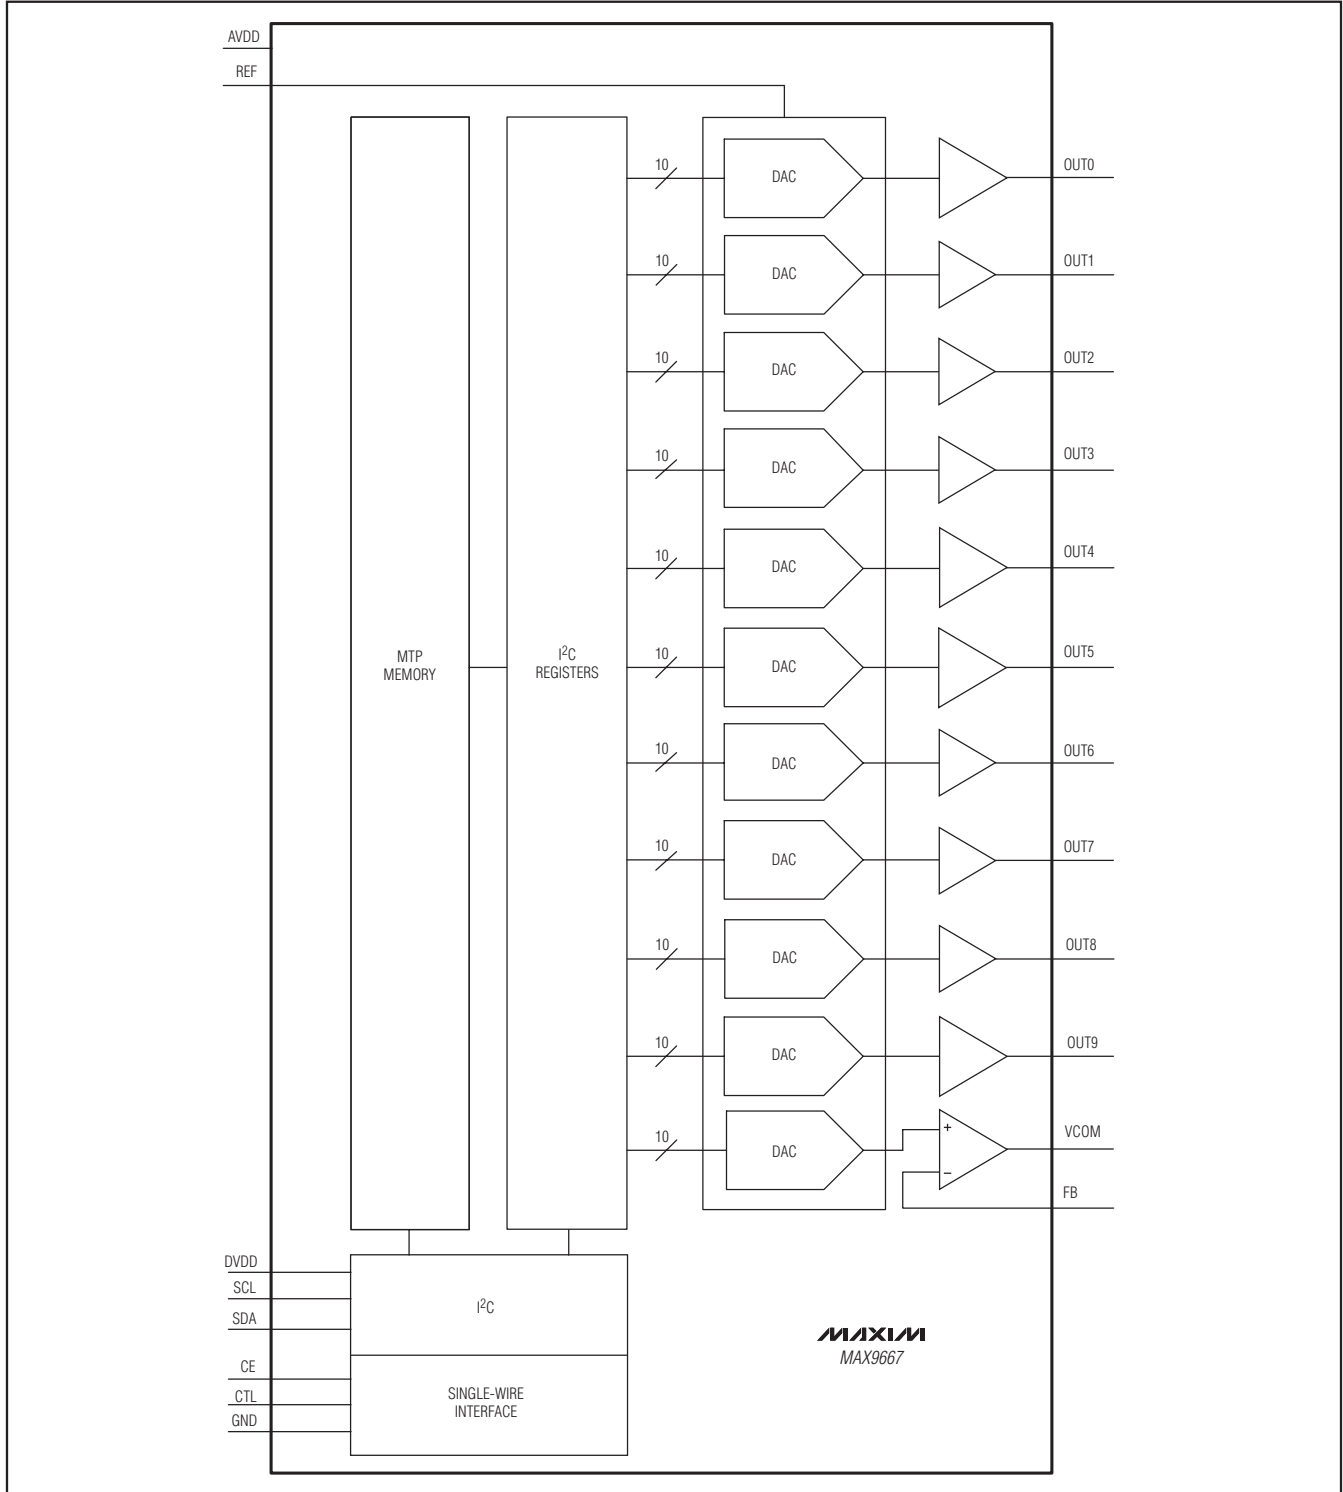 AVDD
REF
10
DAC
OUT0
10
DAC
OUT1
10
DAC
OUT2
10
DAC
OUT3
10
DAC
OUT4
MTP
MEMORY
I²C
REGISTERS
10
DAC
OUT5
10
DAC
OUT6
10
DAC
OUT7
10
DAC
OUT8
10
DAC
OUT9
10
DAC
+
−
VCOM
FB
DVDD
SCL
SDA
I²C
CE
CTL
GND
SINGLE-WIRE
INTERFACE
MAXIM
MAX9667